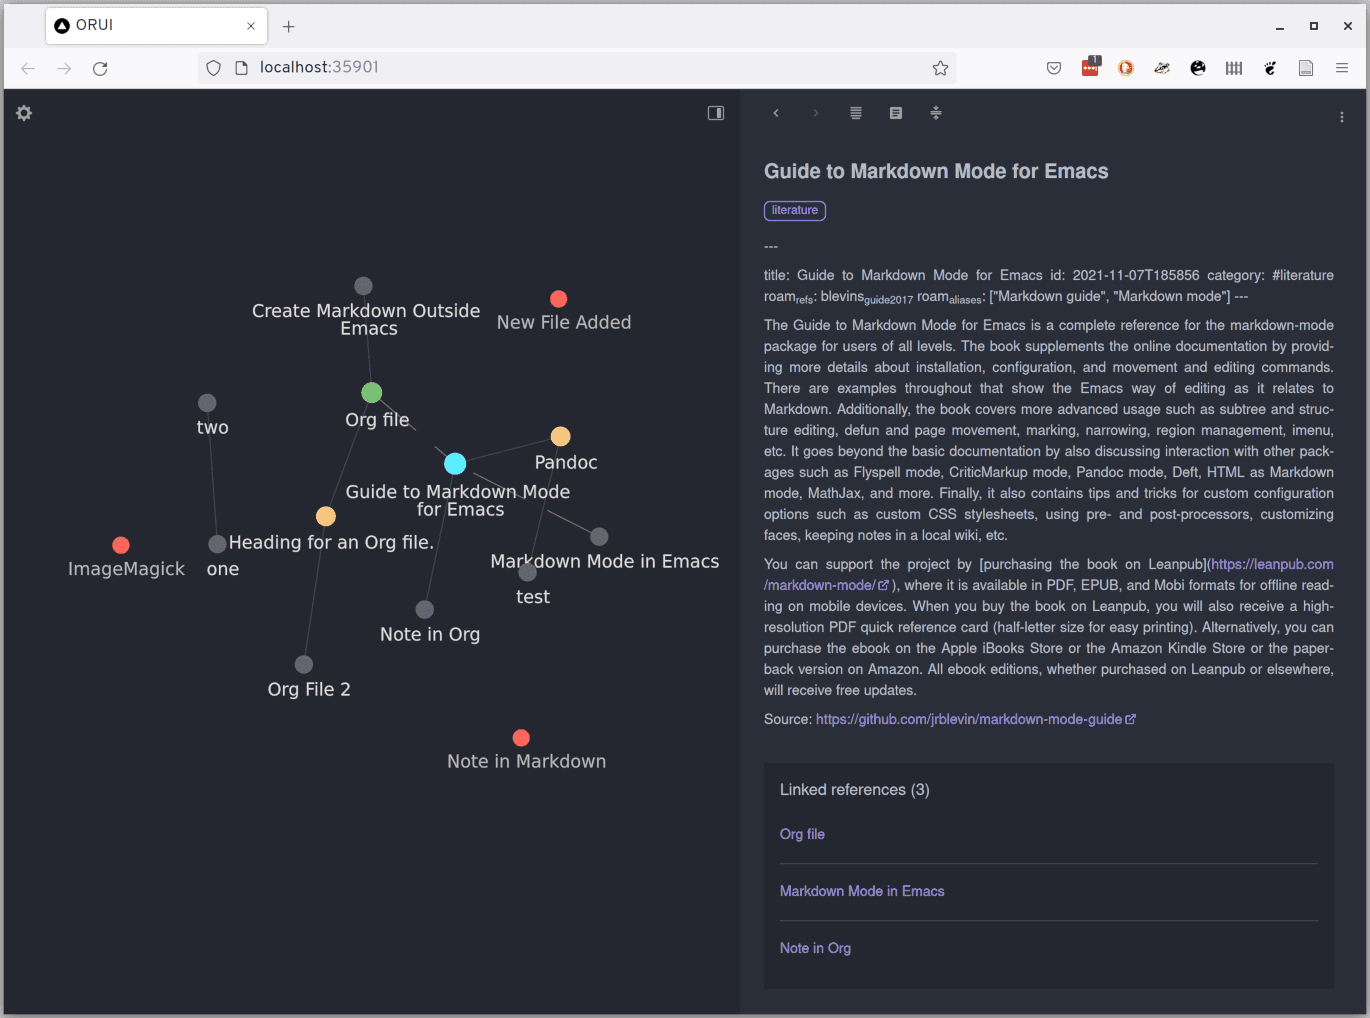 ORUI
localhost:35901
1
Create Markdown Outside
Emacs
New File Added
two
Org file
Pandoc
Guide to Markdown Mode
for Emacs
Heading for an Org file.
ImageMagick
one
Markdown Mode in Emacs
test
Note in Org
Org File 2
Note in Markdown
Guide to Markdown Mode for Emacs
literature
---
title: Guide to Markdown Mode for Emacs id: 2021-11-07T185856 category: #literature
roamrefs: blevinsguide2017 roamaliases: ["Markdown guide", "Markdown mode"] ---
The Guide to Markdown Mode for Emacs is a complete reference for the markdown-mode
package for users of all levels. The book supplements the online documentation by provid-
ing more details about installation, configuration, and movement and editing commands.
There are examples throughout that show the Emacs way of editing as it relates to
Markdown. Additionally, the book covers more advanced usage such as subtree and struc-
ture editing, defun and page movement, marking, narrowing, region management, imenu,
etc. It goes beyond the basic documentation by also discussing interaction with other pack-
ages such as Flyspell mode, CriticMarkup mode, Pandoc mode, Deft, HTML as Markdown
mode, MathJax, and more. Finally, it also contains tips and tricks for custom configuration
options such as custom CSS stylesheets, using pre- and post-processors, customizing
faces, keeping notes in a local wiki, etc.
You can support the project by [purchasing the book on Leanpub](https://leanpub.com
/markdown-mode/), where it is available in PDF, EPUB, and Mobi formats for offline read-
ing on mobile devices. When you buy the book on Leanpub, you will also receive a high-
resolution PDF quick reference card (half-letter size for easy printing). Alternatively, you can
purchase the ebook on the Apple iBooks Store or the Amazon Kindle Store or the paper-
back version on Amazon. All ebook editions, whether purchased on Leanpub or elsewhere,
will receive free updates.
Source: https://github.com/jrblevin/markdown-mode-guide
Linked references (3)
Org file
Markdown Mode in Emacs
Note in Org